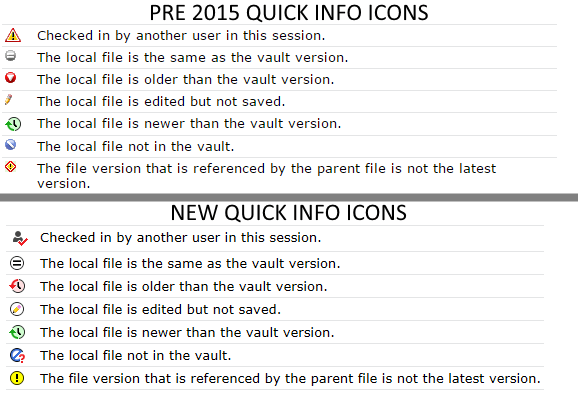 PRE 2015 QUICK INFO ICONS
Checked in by another user in this session.
The local file is the same as the vault version.
The local file is older than the vault version.
The local file is edited but not saved.
The local file is newer than the vault version.
The local file not in the vault.
The file version that is referenced by the parent file is not the latest
version.
NEW QUICK INFO ICONS
Checked in by another user in this session.
The local file is the same as the vault version.
The local file is older than the vault version.
The local file is edited but not saved.
The local file is newer than the vault version.
The local file not in the vault.
The file version that is referenced by the parent file is not the latest version.